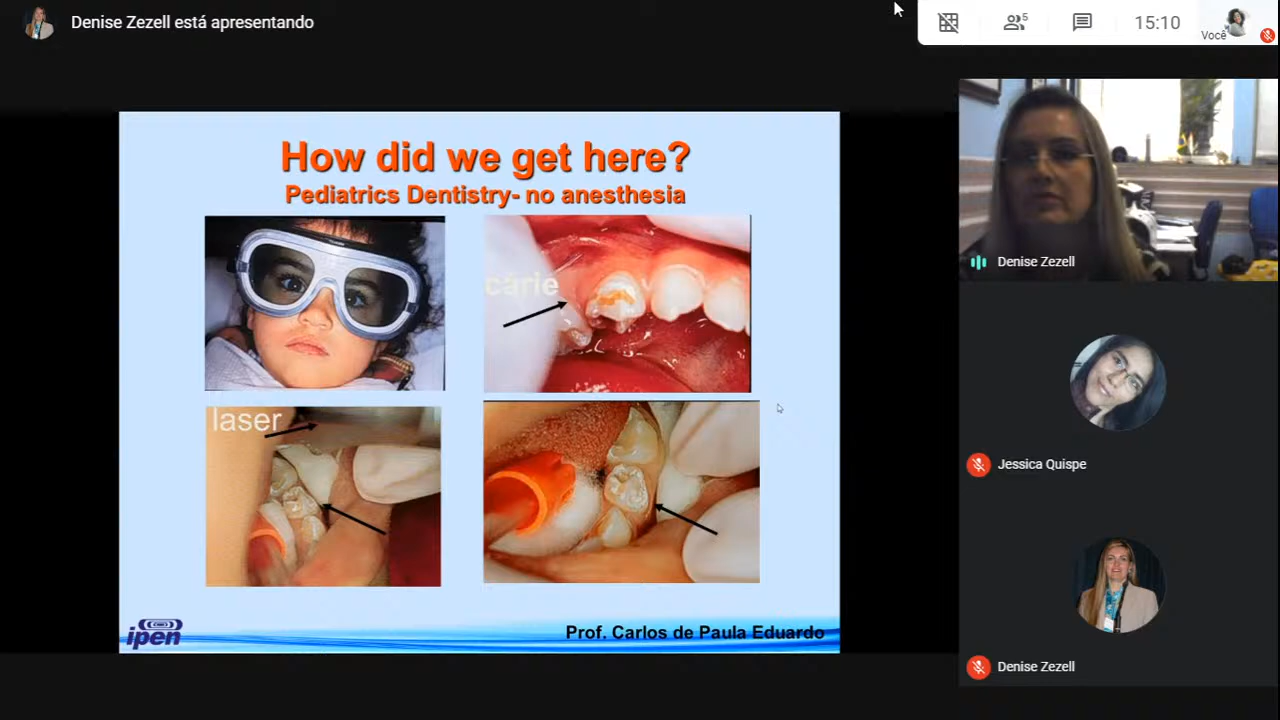 Denise Zezell está apresentando
5
15:10
Você
How did we get here?
Pediatrics Dentistry- no anesthesia
cárie
laser
ipen
Prof. Carlos de Paula Eduardo
Denise Zezell
Jessica Quispe
Denise Zezell